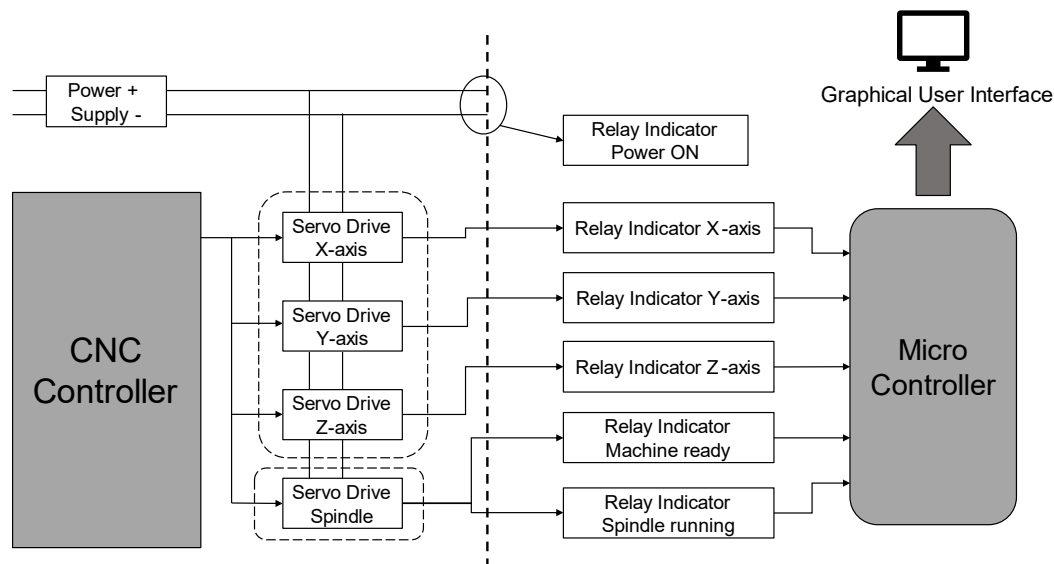 Power +
Supply -
Graphical User Interface
Relay Indicator
Power ON
CNC
Controller
Servo Drive
X-axis
Relay Indicator X-axis
Servo Drive
Y-axis
Relay Indicator Y-axis
Micro
Controller
Servo Drive
Z-axis
Relay Indicator Z-axis
Relay Indicator
Machine ready
Servo Drive
Spindle
Relay Indicator
Spindle running